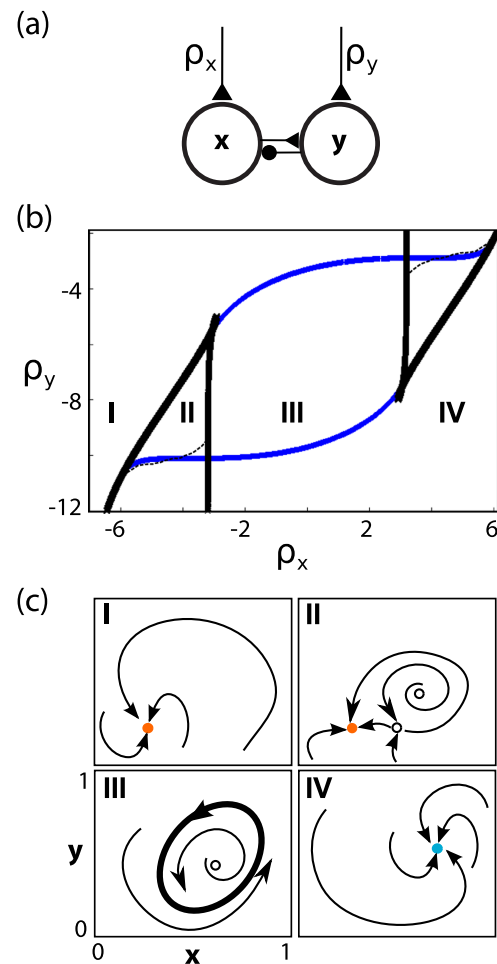 (a)
ρx ρy
x y
(b)
-4
ρy
-8
I II III IV
-12
-6 -2 2 6
ρx
(c)
I II
1 III IV
y
0
0 x 1